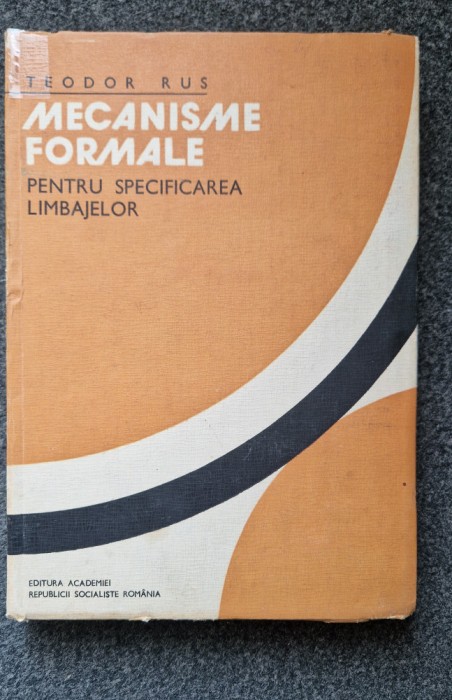 TEODOR RUS
MECANISME
FORMALE
PENTRU SPECIFICAREA
LIMBAJELOR
EDITURA ACADEMIEI
REPUBLICII SOCIALISTE ROMÂNIA